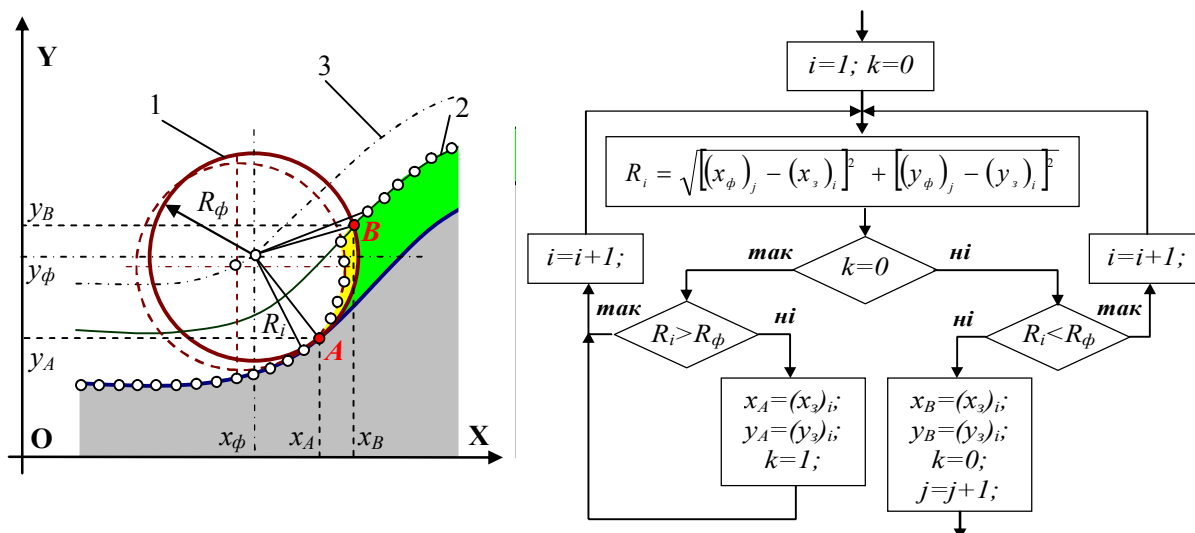 Y
1
3
2
y_B
R_ф
B
y_ф
R_i
A
y_A
O
x_ф
x_A
x_B
X
i=1; k=0
R_i = √[(x_ф)_j − (x_з)_i]² + [(y_ф)_j − (y_з)_i]²
i=i+1;
так
k=0
ні
i=i+1;
так
R_i>R_ф
ні
ні
R_i<R_ф
так
x_A=(x_з)_i;
y_A=(y_з)_i;
k=1;
x_B=(x_з)_i;
y_B=(y_з)_i;
k=0;
j=j+1;